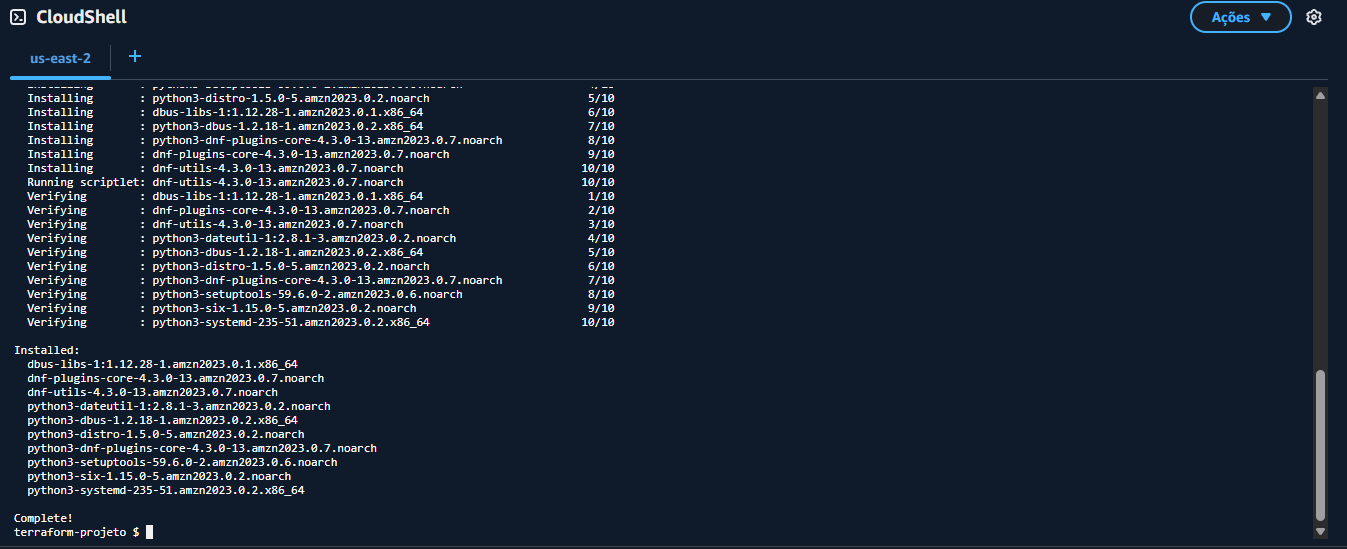 CloudShell
Ações
us-east-2 +
Installing : python3-distro-1.5.0-5.amzn2023.0.2.noarch 5/10
Installing : dbus-libs-1:1.12.28-1.amzn2023.0.1.x86_64 6/10
Installing : python3-dbus-1.2.18-1.amzn2023.0.2.x86_64 7/10
Installing : python3-dnf-plugins-core-4.3.0-13.amzn2023.0.7.noarch 8/10
Installing : dnf-plugins-core-4.3.0-13.amzn2023.0.7.noarch 9/10
Installing : dnf-utils-4.3.0-13.amzn2023.0.7.noarch 10/10
Running scriptlet: dnf-utils-4.3.0-13.amzn2023.0.7.noarch 10/10
Verifying : dbus-libs-1:1.12.28-1.amzn2023.0.1.x86_64 1/10
Verifying : dnf-plugins-core-4.3.0-13.amzn2023.0.7.noarch 2/10
Verifying : dnf-utils-4.3.0-13.amzn2023.0.7.noarch 3/10
Verifying : python3-dateutil-1:2.8.1-3.amzn2023.0.2.noarch 4/10
Verifying : python3-dbus-1.2.18-1.amzn2023.0.2.x86_64 5/10
Verifying : python3-distro-1.5.0-5.amzn2023.0.2.noarch 6/10
Verifying : python3-dnf-plugins-core-4.3.0-13.amzn2023.0.7.noarch 7/10
Verifying : python3-setuptools-59.6.0-2.amzn2023.0.6.noarch 8/10
Verifying : python3-six-1.15.0-5.amzn2023.0.2.noarch 9/10
Verifying : python3-systemd-235-51.amzn2023.0.2.x86_64 10/10
Installed:
dbus-libs-1:1.12.28-1.amzn2023.0.1.x86_64
dnf-plugins-core-4.3.0-13.amzn2023.0.7.noarch
dnf-utils-4.3.0-13.amzn2023.0.7.noarch
python3-dateutil-1:2.8.1-3.amzn2023.0.2.noarch
python3-dbus-1.2.18-1.amzn2023.0.2.x86_64
python3-distro-1.5.0-5.amzn2023.0.2.noarch
python3-dnf-plugins-core-4.3.0-13.amzn2023.0.7.noarch
python3-setuptools-59.6.0-2.amzn2023.0.6.noarch
python3-six-1.15.0-5.amzn2023.0.2.noarch
python3-systemd-235-51.amzn2023.0.2.x86_64
Complete!
terraform-projeto $